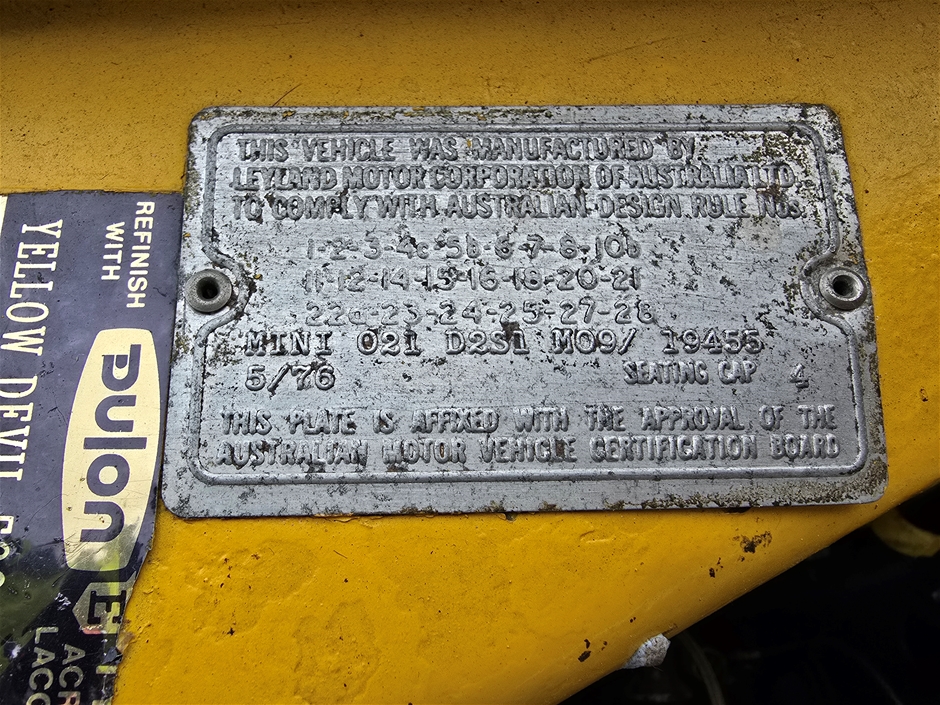 THIS VEHICLE WAS MANUFACTURED BY
LEYLAND MOTOR CORPORATION OF AUSTRALIA LTD.
TO COMPLY WITH AUSTRALIAN DESIGN RULE Nos
1-2-3-4c-5b-6-7-8-10b
11-12-14-15-16-18-20-21
22a-23-24-25-27-28
MINI 021 D2S1 M09/ 19455
5/76 SEATING CAP 4
THIS PLATE IS AFFIXED WITH THE APPROVAL OF THE
AUSTRALIAN MOTOR VEHICLE CERTIFICATION BOARD
REFINISH
WITH
dulon
YELLOW DEVIL